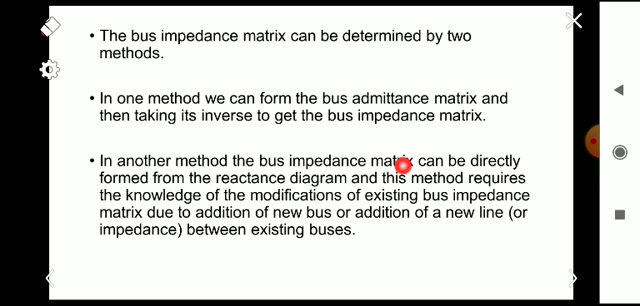 • The bus impedance matrix can be determined by two
methods.
• In one method we can form the bus admittance matrix and
then taking its inverse to get the bus impedance matrix.
• In another method the bus impedance matrix can be directly
formed from the reactance diagram and this method requires
the knowledge of the modifications of existing bus impedance
matrix due to addition of new bus or addition of a new line (or
impedance) between existing buses.